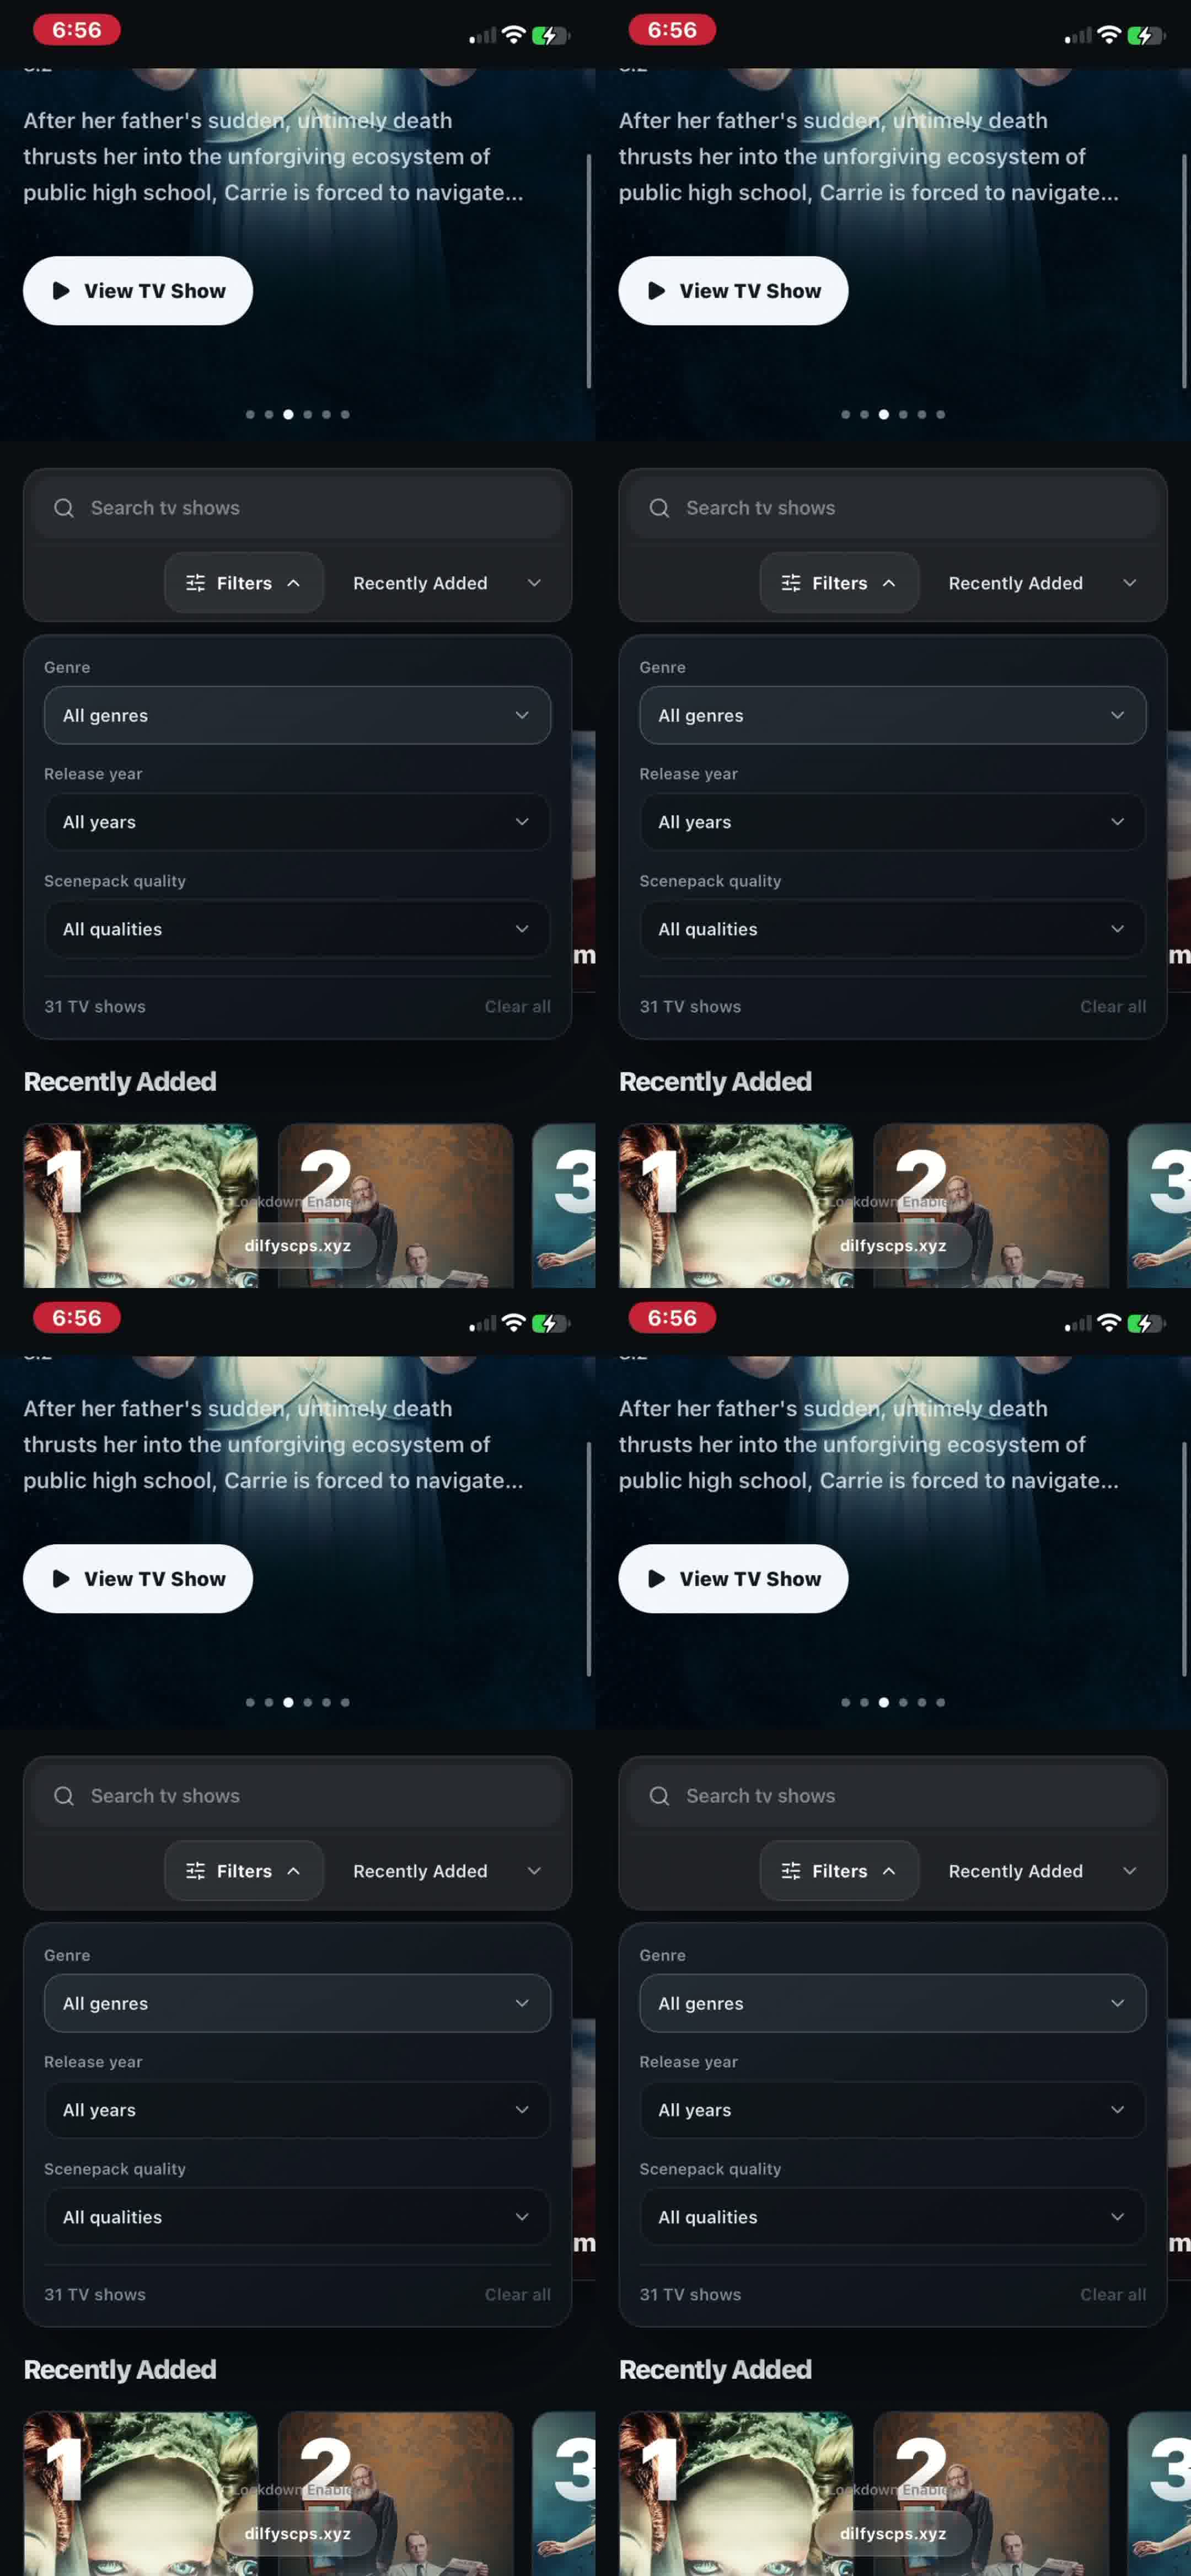 6:56
After her father's sudden, untimely death
thrusts her into the unforgiving ecosystem of
public high school, Carrie is forced to navigate...
View TV Show
Search tv shows
Filters
Recently Added
Genre
All genres
Release year
All years
Scenepack quality
All qualities
m
31 TV shows
Clear all
Recently Added
1
2
3
Lockdown Enable
dilfyscps.xyz
6:56
After her father's sudden, untimely death
thrusts her into the unforgiving ecosystem of
public high school, Carrie is forced to navigate...
View TV Show
Search tv shows
Filters
Recently Added
Genre
All genres
Release year
All years
Scenepack quality
All qualities
m
31 TV shows
Clear all
Recently Added
1
2
3
Lockdown Enable
dilfyscps.xyz
6:56
After her father's sudden, untimely death
thrusts her into the unforgiving ecosystem of
public high school, Carrie is forced to navigate...
View TV Show
Search tv shows
Filters
Recently Added
Genre
All genres
Release year
All years
Scenepack quality
All qualities
m
31 TV shows
Clear all
Recently Added
1
2
3
Lockdown Enable
dilfyscps.xyz
6:56
After her father's sudden, untimely death
thrusts her into the unforgiving ecosystem of
public high school, Carrie is forced to navigate...
View TV Show
Search tv shows
Filters
Recently Added
Genre
All genres
Release year
All years
Scenepack quality
All qualities
m
31 TV shows
Clear all
Recently Added
1
2
3
Lockdown Enable
dilfyscps.xyz